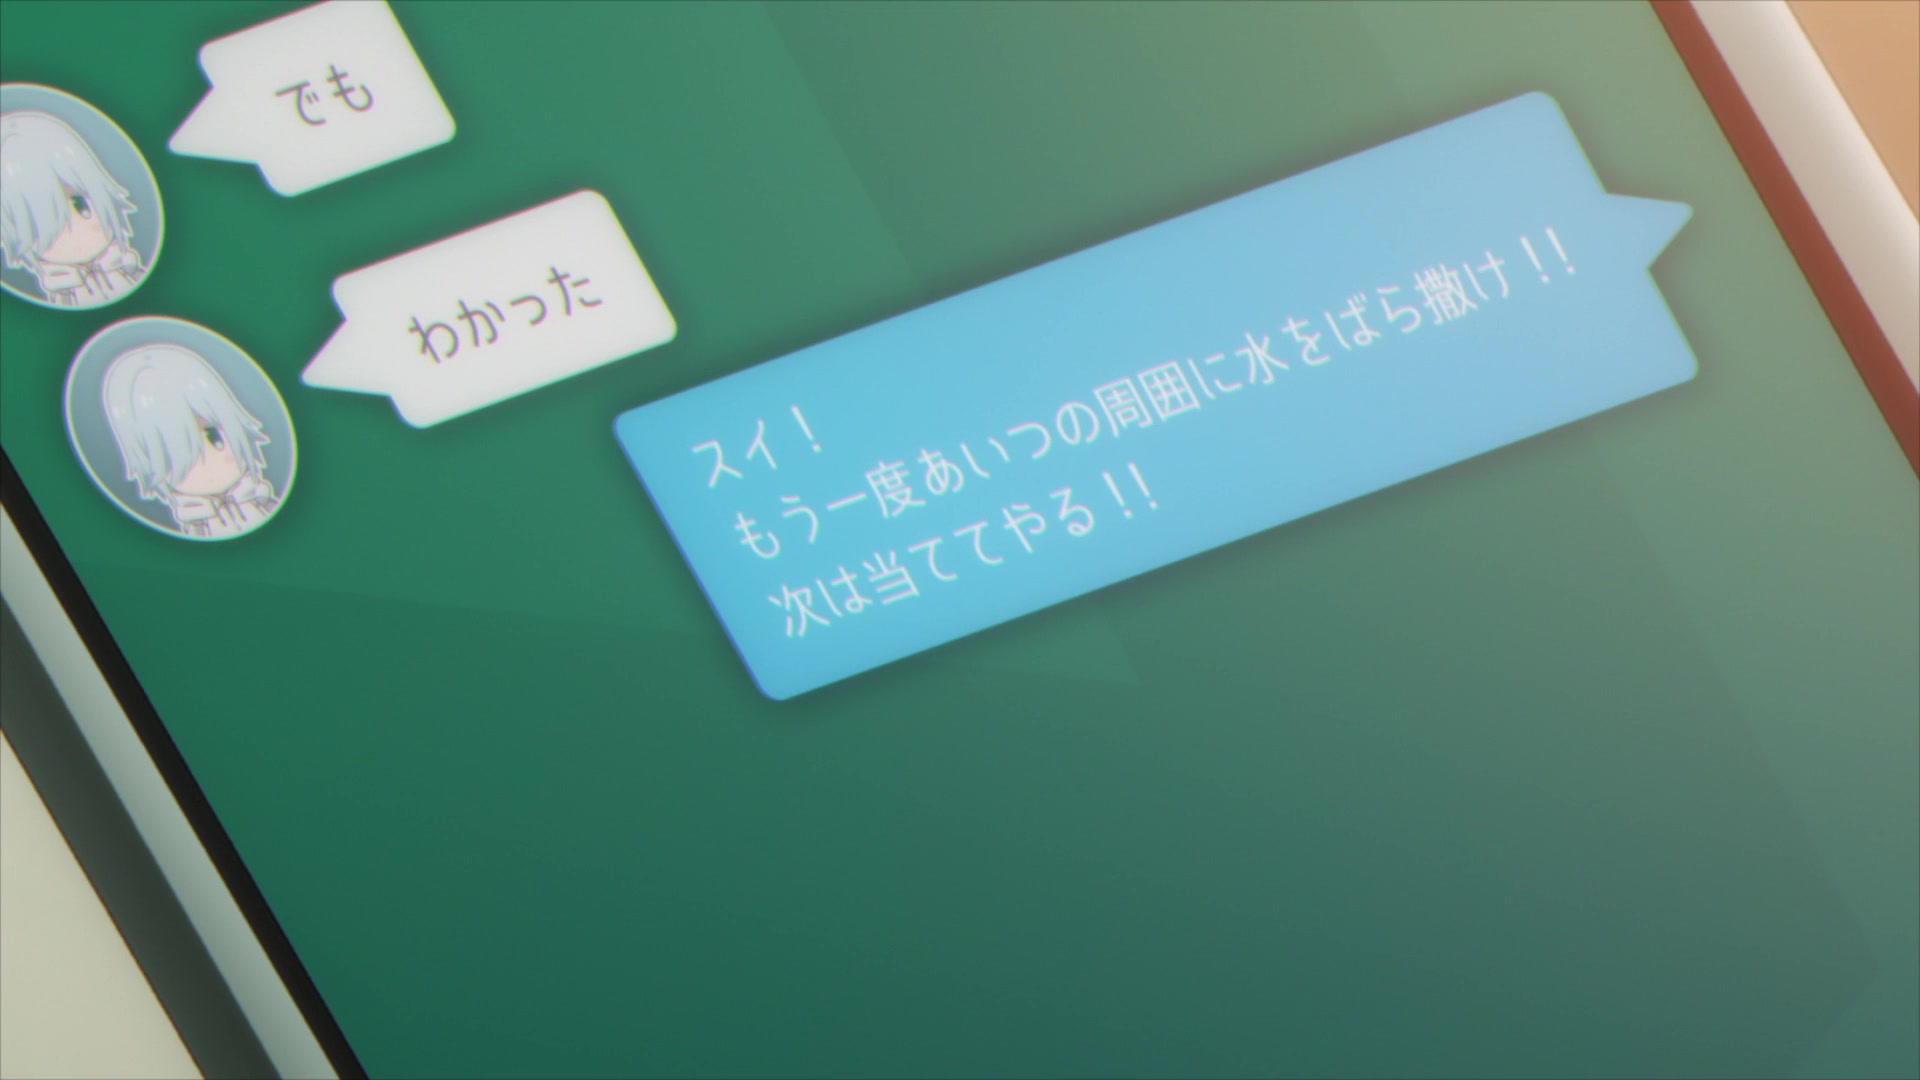 でも
わかった
スイ！
もう一度あいつの周囲に水をばら撒け！！
次は当ててやる！！